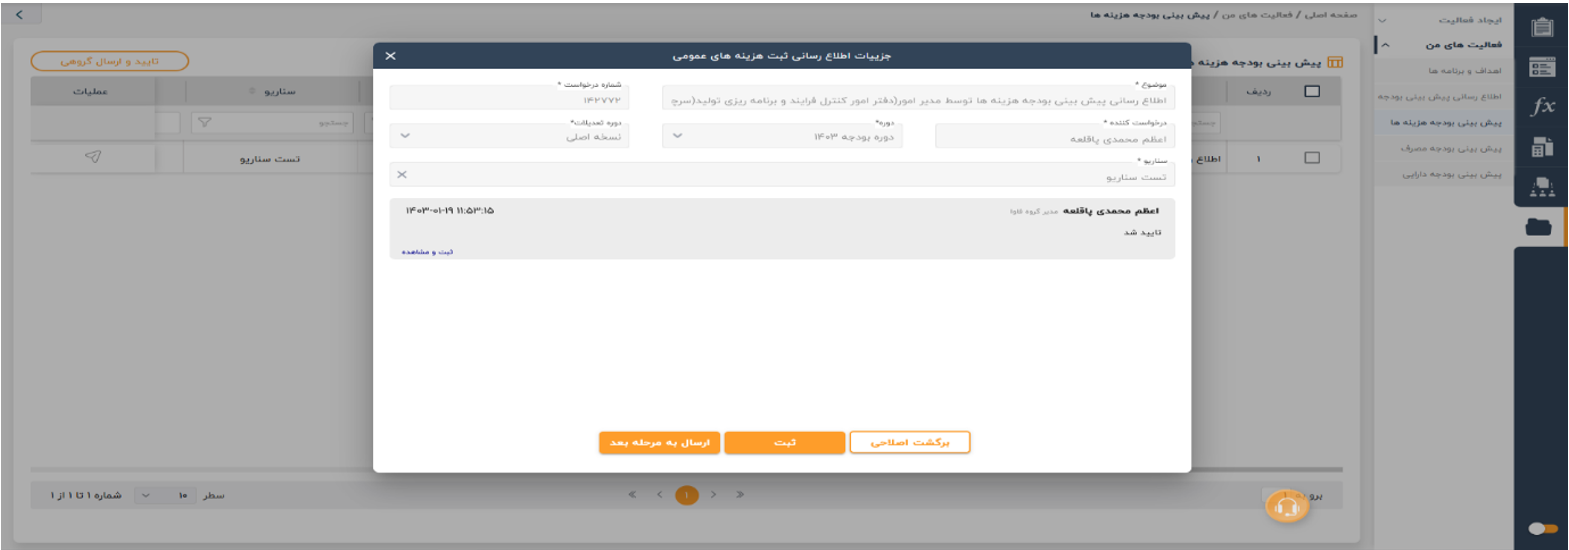 صفحه اصلی / فعالیت های من / پیش بینی بودجه هزینه ها
ایجاد فعالیت
فعالیت های من
اهداف و برنامه ها
اطلاع رسانی پیش بینی بودجه
پیش بینی بودجه هزینه ها
پیش بینی بودجه مصرف
پیش بینی بودجه دارایی
fx
پیش بینی بودجه هزینه
تایید و ارسال گروهی
ردیف
سناریو
عملیات
جستجو
۱
اطلاع
تست سناریو
جزییات اطلاع رسانی ثبت هزینه های عمومی
موضوع *
اطلاع رسانی پیش بینی بودجه هزینه ها توسط مدیر امور(دفتر امور کنترل فرایند و برنامه ریزی تولید(سرج
شماره درخواست *
۱۴۲۷۷۲
درخواست کننده *
اعظم محمدی پاقلعه
دوره*
دوره بودجه ۱۴۰۳
دوره تعدیلات*
نسخه اصلی
سناریو *
تست سناریو
اعظم محمدی پاقلعه مدیر گروه فاوا
۱۴۰۳-۰۱-۱۹ ۱۱:۵۳:۱۵
تایید شد
ثبت و مشاهده
برگشت اصلاحی
ثبت
ارسال به مرحله بعد
برو به
۱
سطر ۱۰
شماره ۱ تا ۱ از ۱